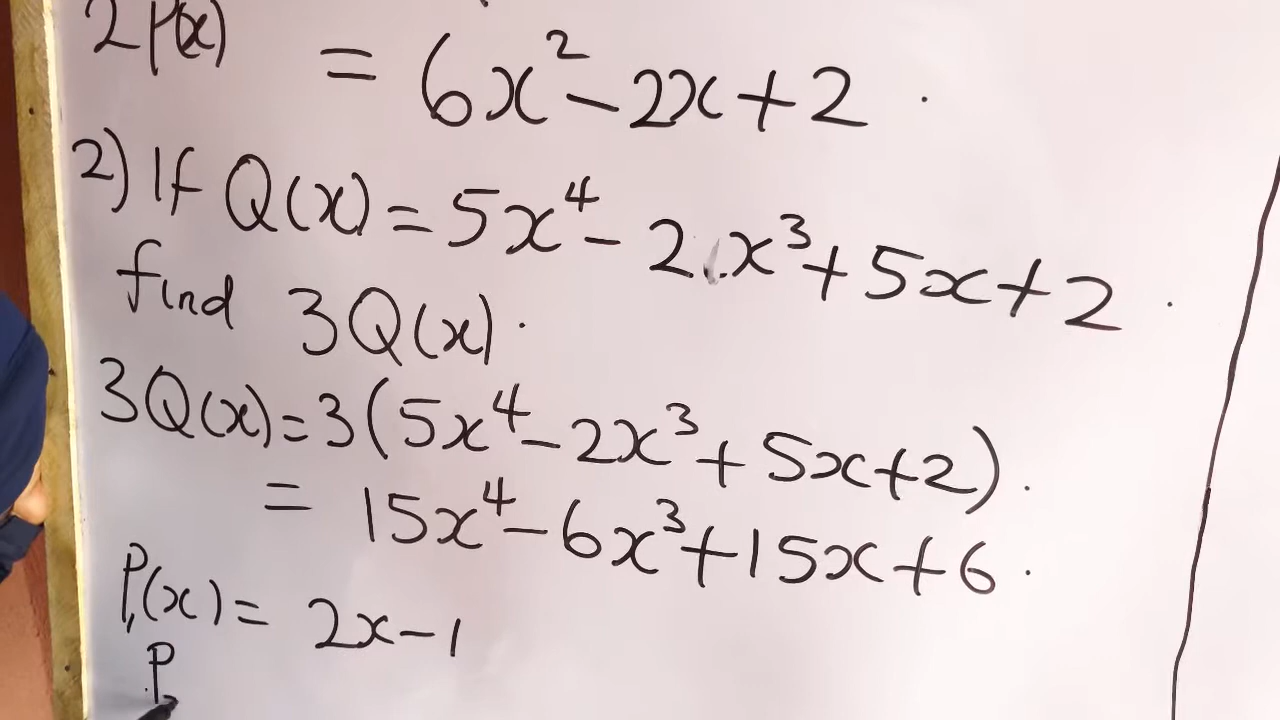 2P(x) = 6x² - 2x + 2.
2) If Q(x) = 5x⁴ - 2x³ + 5x + 2.
find 3Q(x).
3Q(x) = 3(5x⁴ - 2x³ + 5x + 2).
= 15x⁴ - 6x³ + 15x + 6.
P₁(x) = 2x - 1
P₂